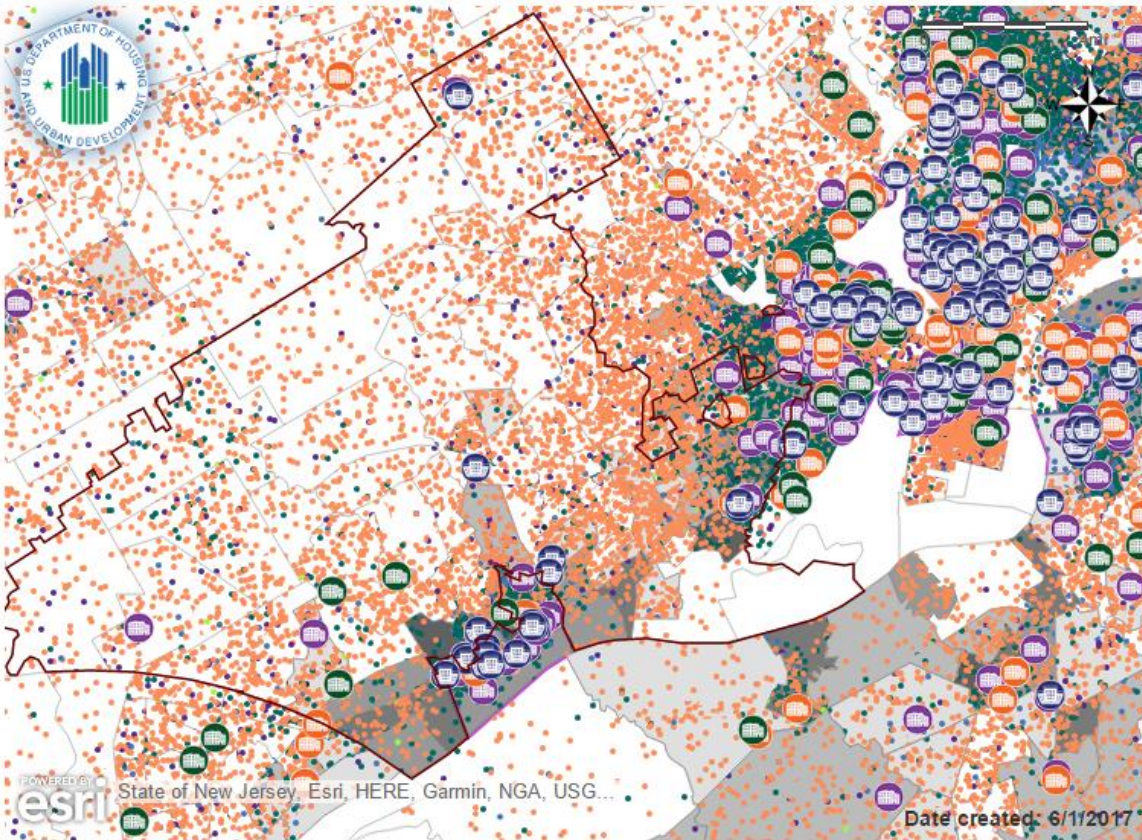 U.S. DEPARTMENT OF HOUSING
AND URBAN DEVELOPMENT
POWERED BY
esri
State of New Jersey, Esri, HERE, Garmin, NGA, USG...
Date created: 6/1/2017